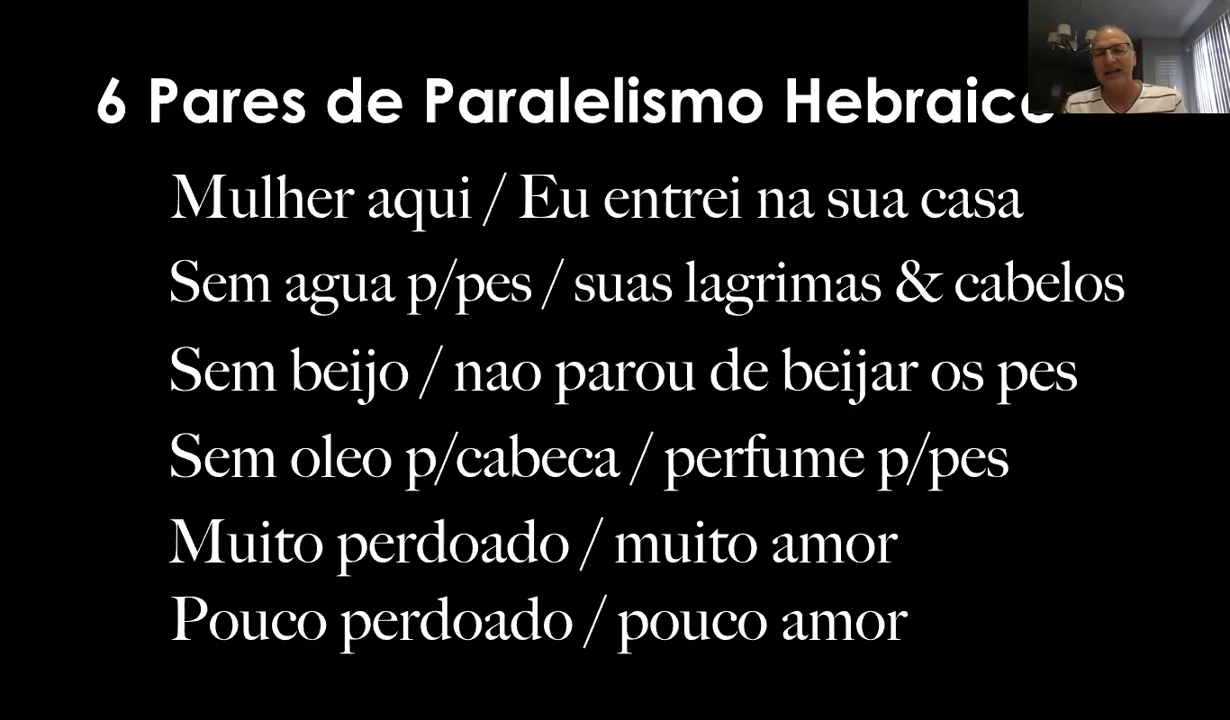 6 Pares de Paralelismo Hebraico
Mulher aqui / Eu entrei na sua casa
Sem agua p/pes / suas lagrimas & cabelos
Sem beijo / nao parou de beijar os pes
Sem oleo p/cabeca / perfume p/pes
Muito perdoado / muito amor
Pouco perdoado / pouco amor